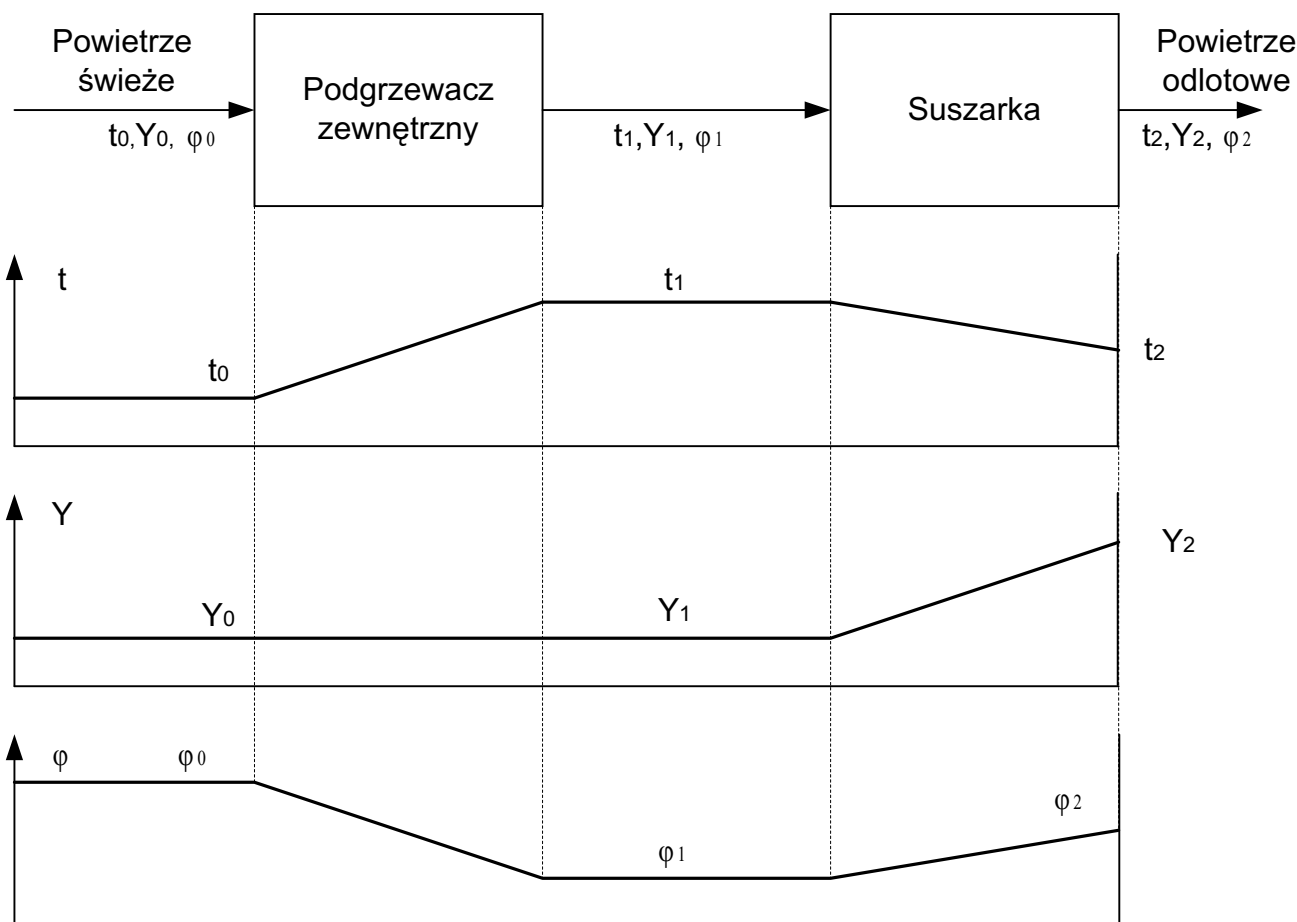 Powietrze
świeże
Podgrzewacz
zewnętrzny
Suszarka
Powietrze
odlotowe
t0,Y0, φ0
t1,Y1, φ1
t2,Y2, φ2
t
t1
t0
t2
Y
Y2
Y0
Y1
φ
φ0
φ2
φ1